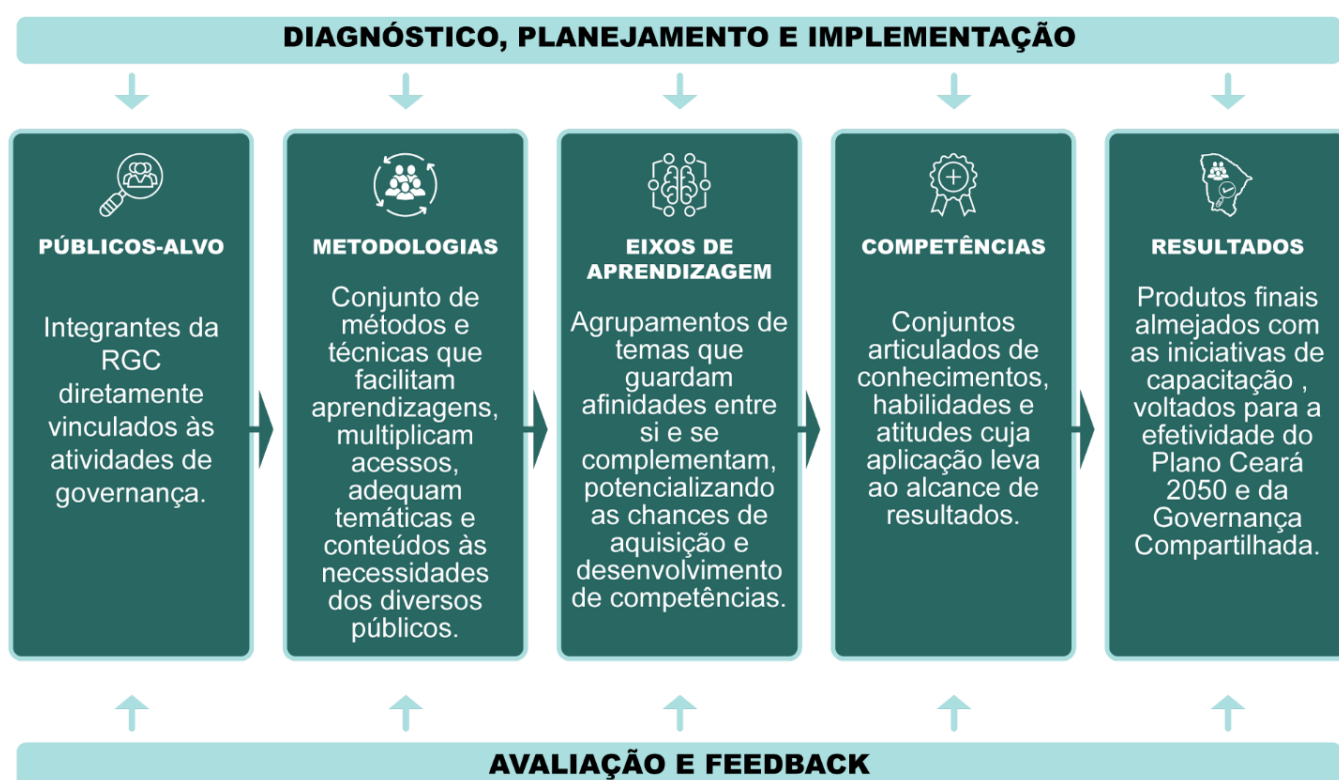 DIAGNÓSTICO, PLANEJAMENTO E IMPLEMENTAÇÃO
PÚBLICOS-ALVO
Integrantes da
RGC
diretamente
vinculados às
atividades de
governança.
METODOLOGIAS
Conjunto de
métodos e
técnicas que
facilitam
aprendizagens,
multiplicam
acessos,
adequam
temáticas e
conteúdos às
necessidades
dos diversos
públicos.
EIXOS DE
APRENDIZAGEM
Agrupamentos de
temas que
guardam
afinidades entre
si e se
complementam,
potencializando
as chances de
aquisição e
desenvolvimento
de competências.
COMPETÊNCIAS
Conjuntos
articulados de
conhecimentos,
habilidades e
atitudes cuja
aplicação leva
ao alcance de
resultados.
RESULTADOS
Produtos finais
almejados com
as iniciativas de
capacitação ,
voltados para a
efetividade do
Plano Ceará
2050 e da
Governança
Compartilhada.
AVALIAÇÃO E FEEDBACK